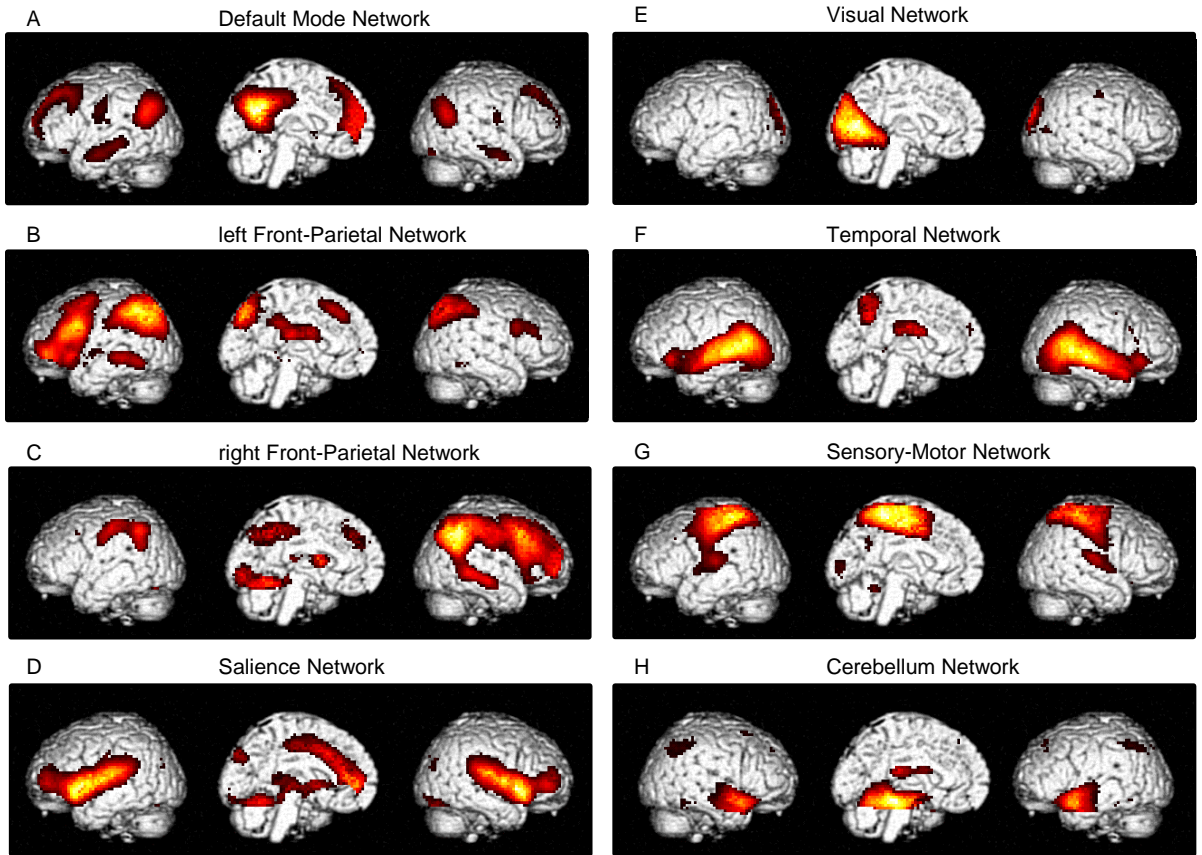 A Default Mode Network
E Visual Network
B left Front-Parietal Network
F Temporal Network
C right Front-Parietal Network
G Sensory-Motor Network
D Salience Network
H Cerebellum Network